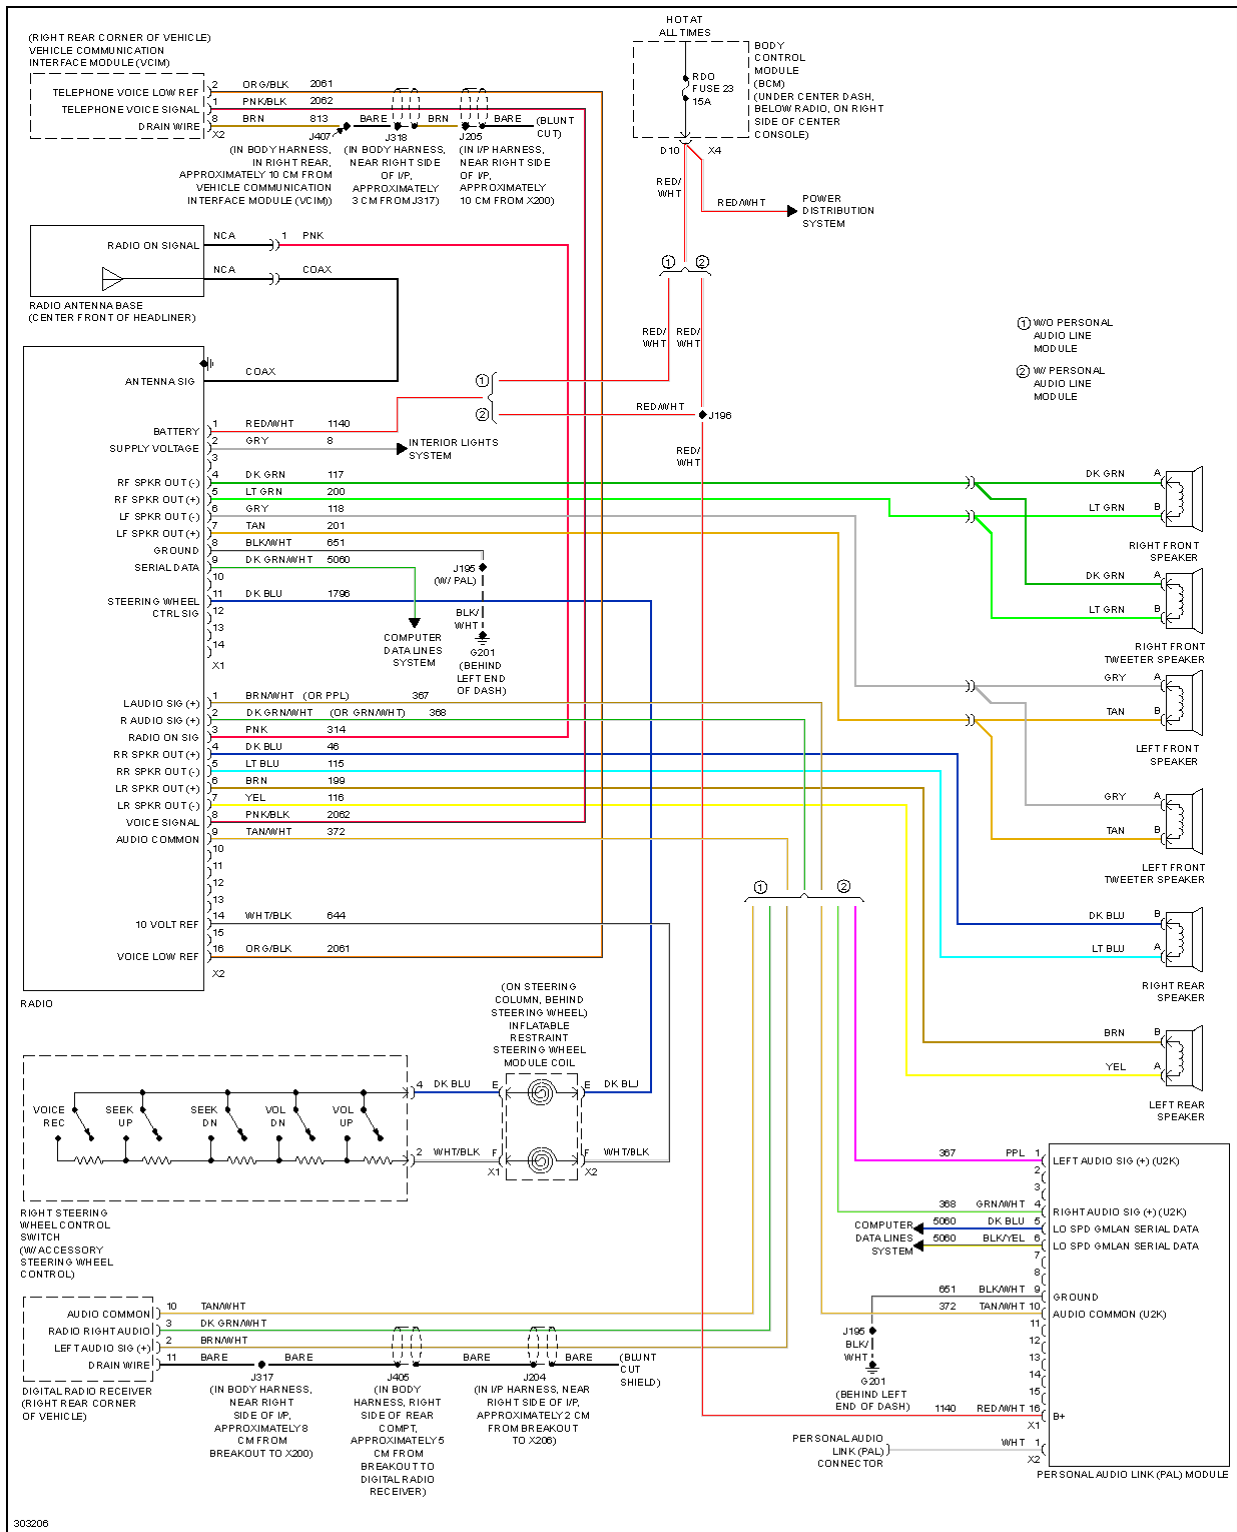 (RIGHT REAR CORNER OF VEHICLE)
VEHICLE COMMUNICATION
INTERFACE MODULE (VCIM)
TELEPHONE VOICE LOW REF
2
ORG/BLK 2061
TELEPHONE VOICE SIGNAL
1
PNK/BLK 2062
DRAIN WIRE
8
BRN 813
X2
BARE
BRN
BARE
(BLUNT
CUT)
J407
J318
J205
(IN BODY HARNESS,
IN RIGHT REAR,
APPROXIMATELY 10 CM FROM
VEHICLE COMMUNICATION
INTERFACE MODULE (VCIM))
(IN BODY HARNESS,
NEAR RIGHT SIDE
OF I/P,
APPROXIMATELY
3 CM FROM J317)
(IN I/P HARNESS,
NEAR RIGHT SIDE
OF I/P,
APPROXIMATELY
10 CM FROM X200)
HOT AT
ALL TIMES
RDO
FUSE 23
15A
BODY
CONTROL
MODULE
(BCM)
(UNDER CENTER DASH,
BELOW RADIO, ON RIGHT
SIDE OF CENTER
CONSOLE)
D10
X4
RED/
WHT
RED/WHT
POWER
DISTRIBUTION
SYSTEM
1
2
RED/
WHT
RED/
WHT
1 W/O PERSONAL
AUDIO LINE
MODULE
2 W/ PERSONAL
AUDIO LINE
MODULE
RADIO ON SIGNAL
NCA
1
PNK
NCA
COAX
RADIO ANTENNA BASE
(CENTER FRONT OF HEADLINER)
ANTENNA SIG
COAX
1
2
RED/WHT
J196
RED/
WHT
BATTERY
1
RED/WHT 1140
SUPPLY VOLTAGE
2
GRY 8
INTERIOR LIGHTS
SYSTEM
3
RF SPKR OUT (-)
4
DK GRN 117
RF SPKR OUT (+)
5
LT GRN 200
LF SPKR OUT (-)
6
GRY 118
LF SPKR OUT (+)
7
TAN 201
GROUND
8
BLK/WHT 651
SERIAL DATA
9
DK GRN/WHT 5060
10
STEERING WHEEL
CTRL SIG
11
DK BLU 1796
12
13
14
X1
J195
(W/ PAL)
BLK/
WHT
G201
(BEHIND
LEFT END
OF DASH)
COMPUTER
DATA LINES
SYSTEM
L AUDIO SIG (+)
1
BRN/WHT (OR PPL) 367
R AUDIO SIG (+)
2
DK GRN/WHT (OR GRN/WHT) 368
RADIO ON SIG
3
PNK 314
RR SPKR OUT (+)
4
DK BLU 46
RR SPKR OUT (-)
5
LT BLU 115
LR SPKR OUT (+)
6
BRN 199
LR SPKR OUT (-)
7
YEL 116
VOICE SIGNAL
8
PNK/BLK 2062
AUDIO COMMON
9
TAN/WHT 372
10
11
12
13
10 VOLT REF
14
WHT/BLK 644
15
VOICE LOW REF
16
ORG/BLK 2061
X2
RADIO
DK GRN A
LT GRN B
RIGHT FRONT
SPEAKER
DK GRN A
LT GRN B
RIGHT FRONT
TWEETER SPEAKER
GRY A
TAN B
LEFT FRONT
SPEAKER
GRY A
TAN B
LEFT FRONT
TWEETER SPEAKER
DK BLU B
LT BLU A
RIGHT REAR
SPEAKER
BRN B
YEL A
LEFT REAR
SPEAKER
1
2
(ON STEERING
COLUMN, BEHIND
STEERING WHEEL)
INFLATABLE
RESTRAINT
STEERING WHEEL
MODULE COIL
VOICE
REC
SEEK
UP
SEEK
DN
VOL
DN
VOL
UP
4
DK BLU
E
E
DK BLU
2
WHT/BLK
F
F
WHT/BLK
X1
X2
RIGHT STEERING
WHEEL CONTROL
SWITCH
(W/ ACCESSORY
STEERING WHEEL
CONTROL)
AUDIO COMMON
10
TAN/WHT
RADIO RIGHT AUDIO
3
DK GRN/WHT
LEFT AUDIO SIG (+)
2
BRN/WHT
DRAIN WIRE
11
BARE
BARE
BARE
BARE
(BLUNT
CUT
SHIELD)
DIGITAL RADIO RECEIVER
(RIGHT REAR CORNER
OF VEHICLE)
J317
(IN BODY HARNESS,
NEAR RIGHT
SIDE OF I/P,
APPROXIMATELY 8
CM FROM
BREAKOUT TO X200)
J405
(IN BODY
HARNESS, RIGHT
SIDE OF REAR
COMPT,
APPROXIMATELY 5
CM FROM
BREAKOUT TO
DIGITAL RADIO
RECEIVER)
J204
(IN I/P HARNESS, NEAR
RIGHT SIDE OF I/P,
APPROXIMATELY 2 CM
FROM BREAKOUT
TO X206)
367 PPL 1
LEFT AUDIO SIG (+) (U2K)
2
3
368 GRN/WHT 4
RIGHT AUDIO SIG (+) (U2K)
COMPUTER
DATA LINES
SYSTEM
5060 DK BLU 5
LO SPD GMLAN SERIAL DATA
5060 BLK/YEL 6
LO SPD GMLAN SERIAL DATA
7
8
651 BLK/WHT 9
GROUND
372 TAN/WHT 10
AUDIO COMMON (U2K)
11
12
13
14
15
J195
BLK/
WHT
G201
(BEHIND LEFT
END OF DASH)
1140 RED/WHT 16
B+
X1
PERSONAL AUDIO
LINK (PAL)
CONNECTOR
WHT 1
X2
PERSONAL AUDIO LINK (PAL) MODULE
303206